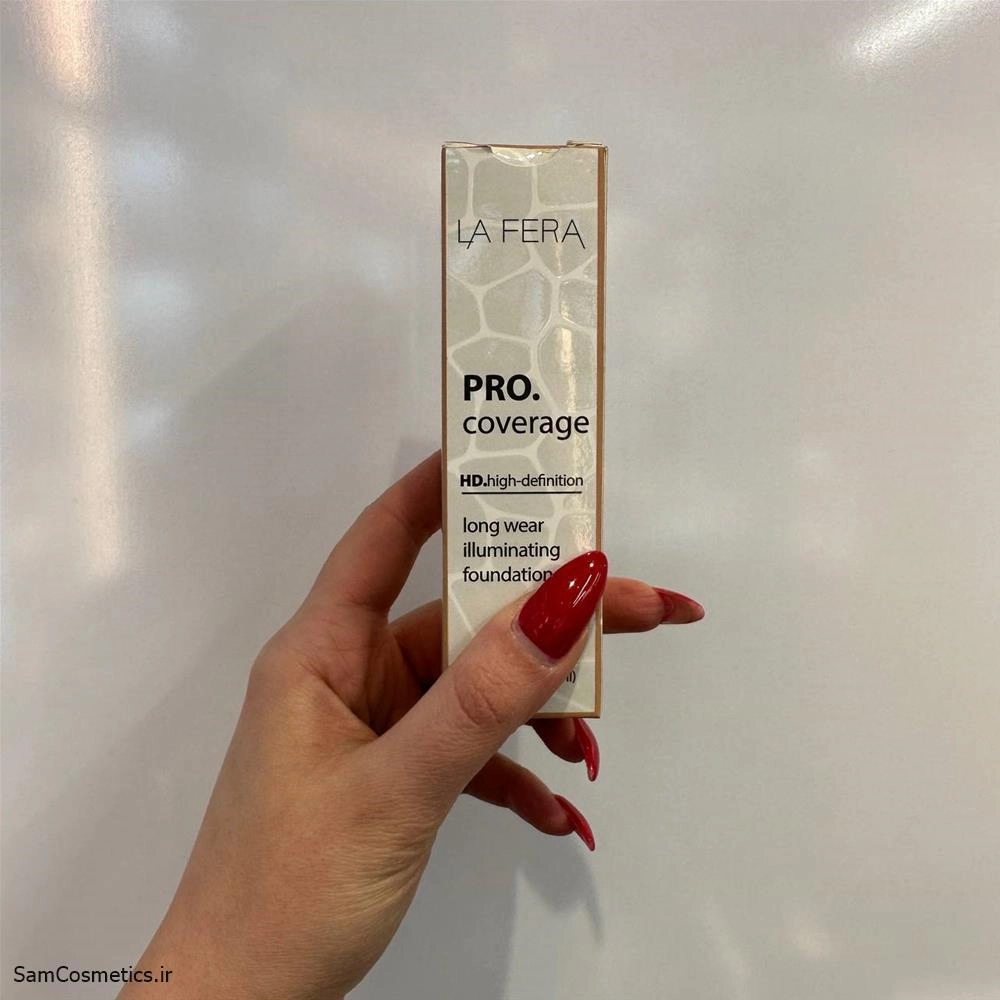 LA FERA
PRO.
coverage
HD.high-definition
long wear
illuminating
foundation
SamCosmetics.ir